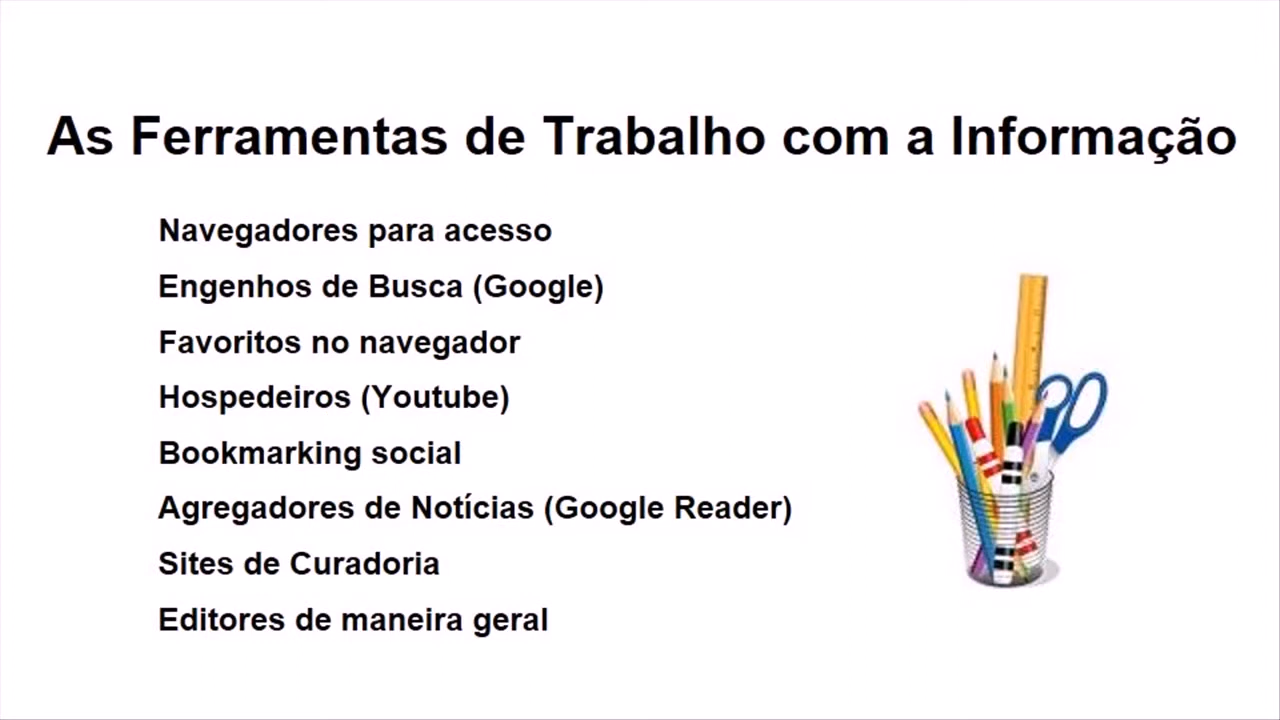 As Ferramentas de Trabalho com a Informação
Navegadores para acesso
Engenhos de Busca (Google)
Favoritos no navegador
Hospedeiros (Youtube)
Bookmarking social
Agregadores de Notícias (Google Reader)
Sites de Curadoria
Editores de maneira geral